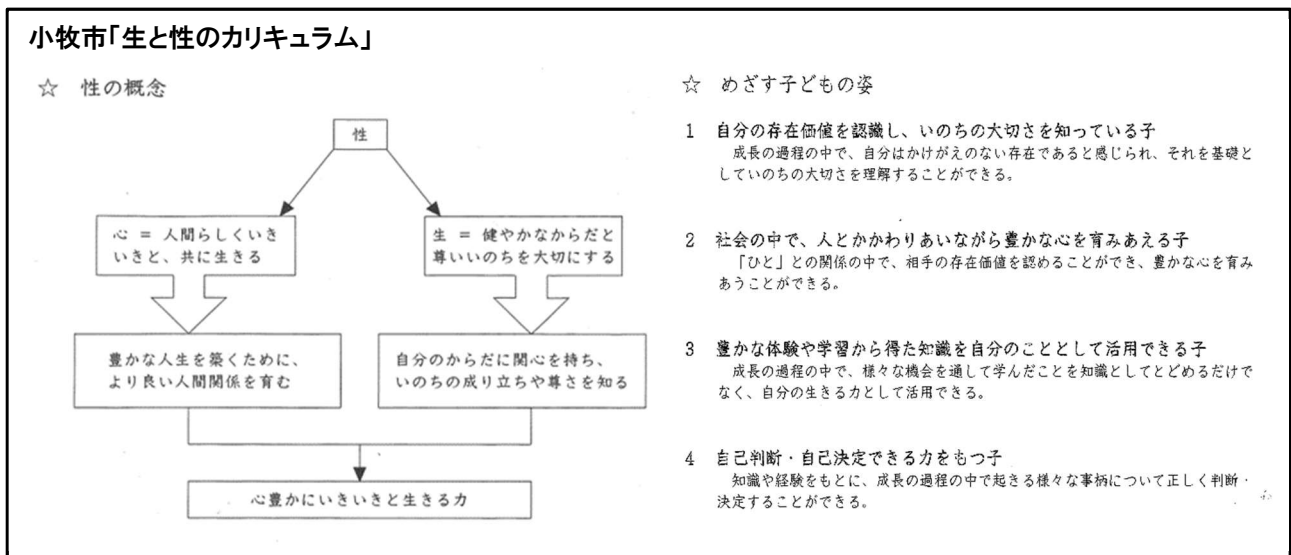 小牧市「生と性のカリキュラム」
☆ 性の概念
性
心 = 人間らしくいき
いきと、共に生きる
生 = 健やかなからだと
尊いいのちを大切にする
豊かな人生を築くために、
より良い人間関係を育む
自分のからだに関心を持ち、
いのちの成り立ちや尊さを知る
心豊かにいきいきと生きる力
☆ めざす子どもの姿
1 自分の存在価値を認識し、いのちの大切さを知っている子
成長の過程の中で、自分はかけがえのない存在であると感じられ、それを基礎と
していのちの大切さを理解することができる。
2 社会の中で、人とかかわりあいながら豊かな心を育みあえる子
「ひと」との関係の中で、相手の存在価値を認めることができ、豊かな心を育み
あうことができる。
3 豊かな体験や学習から得た知識を自分のこととして活用できる子
成長の過程の中で、様々な機会を通して学んだことを知識としてとどめるだけで
なく、自分の生きる力として活用できる。
4 自己判断・自己決定できる力をもつ子
知識や経験をもとに、成長の過程の中で起きる様々な事柄について正しく判断・
決定することができる。